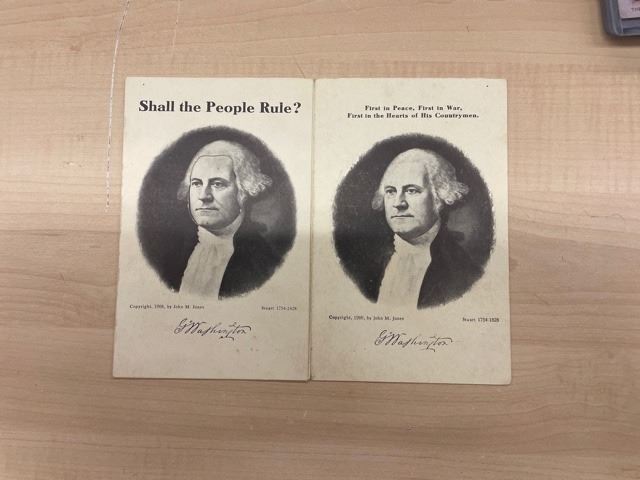 Shall the People Rule?
Copyright, 1908, by John M. Jones
Stuart 1754-1828
G Washington
First in Peace, First in War,
First in the Hearts of His Countrymen.
Copyright, 1908, by John M. Jones
Stuart 1754-1828
G Washington